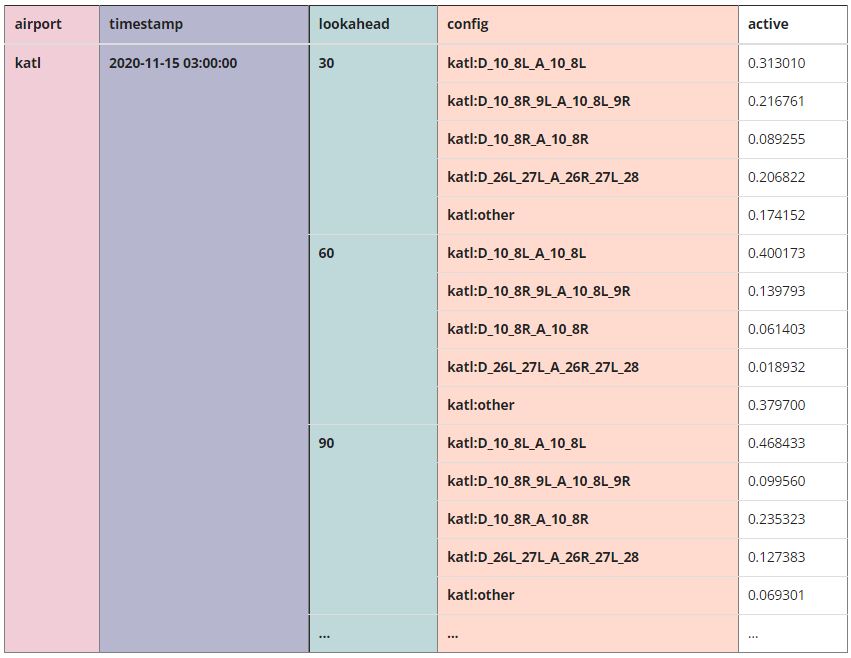 airport timestamp lookahead config active
katl 2020-11-15 03:00:00 30 katl:D_10_8L_A_10_8L 0.313010
katl:D_10_8R_9L_A_10_8L_9R 0.216761
katl:D_10_8R_A_10_8R 0.089255
katl:D_26L_27L_A_26R_27L_28 0.206822
katl:other 0.174152
60 katl:D_10_8L_A_10_8L 0.400173
katl:D_10_8R_9L_A_10_8L_9R 0.139793
katl:D_10_8R_A_10_8R 0.061403
katl:D_26L_27L_A_26R_27L_28 0.018932
katl:other 0.379700
90 katl:D_10_8L_A_10_8L 0.468433
katl:D_10_8R_9L_A_10_8L_9R 0.099560
katl:D_10_8R_A_10_8R 0.235323
katl:D_26L_27L_A_26R_27L_28 0.127383
katl:other 0.069301
... ... ...